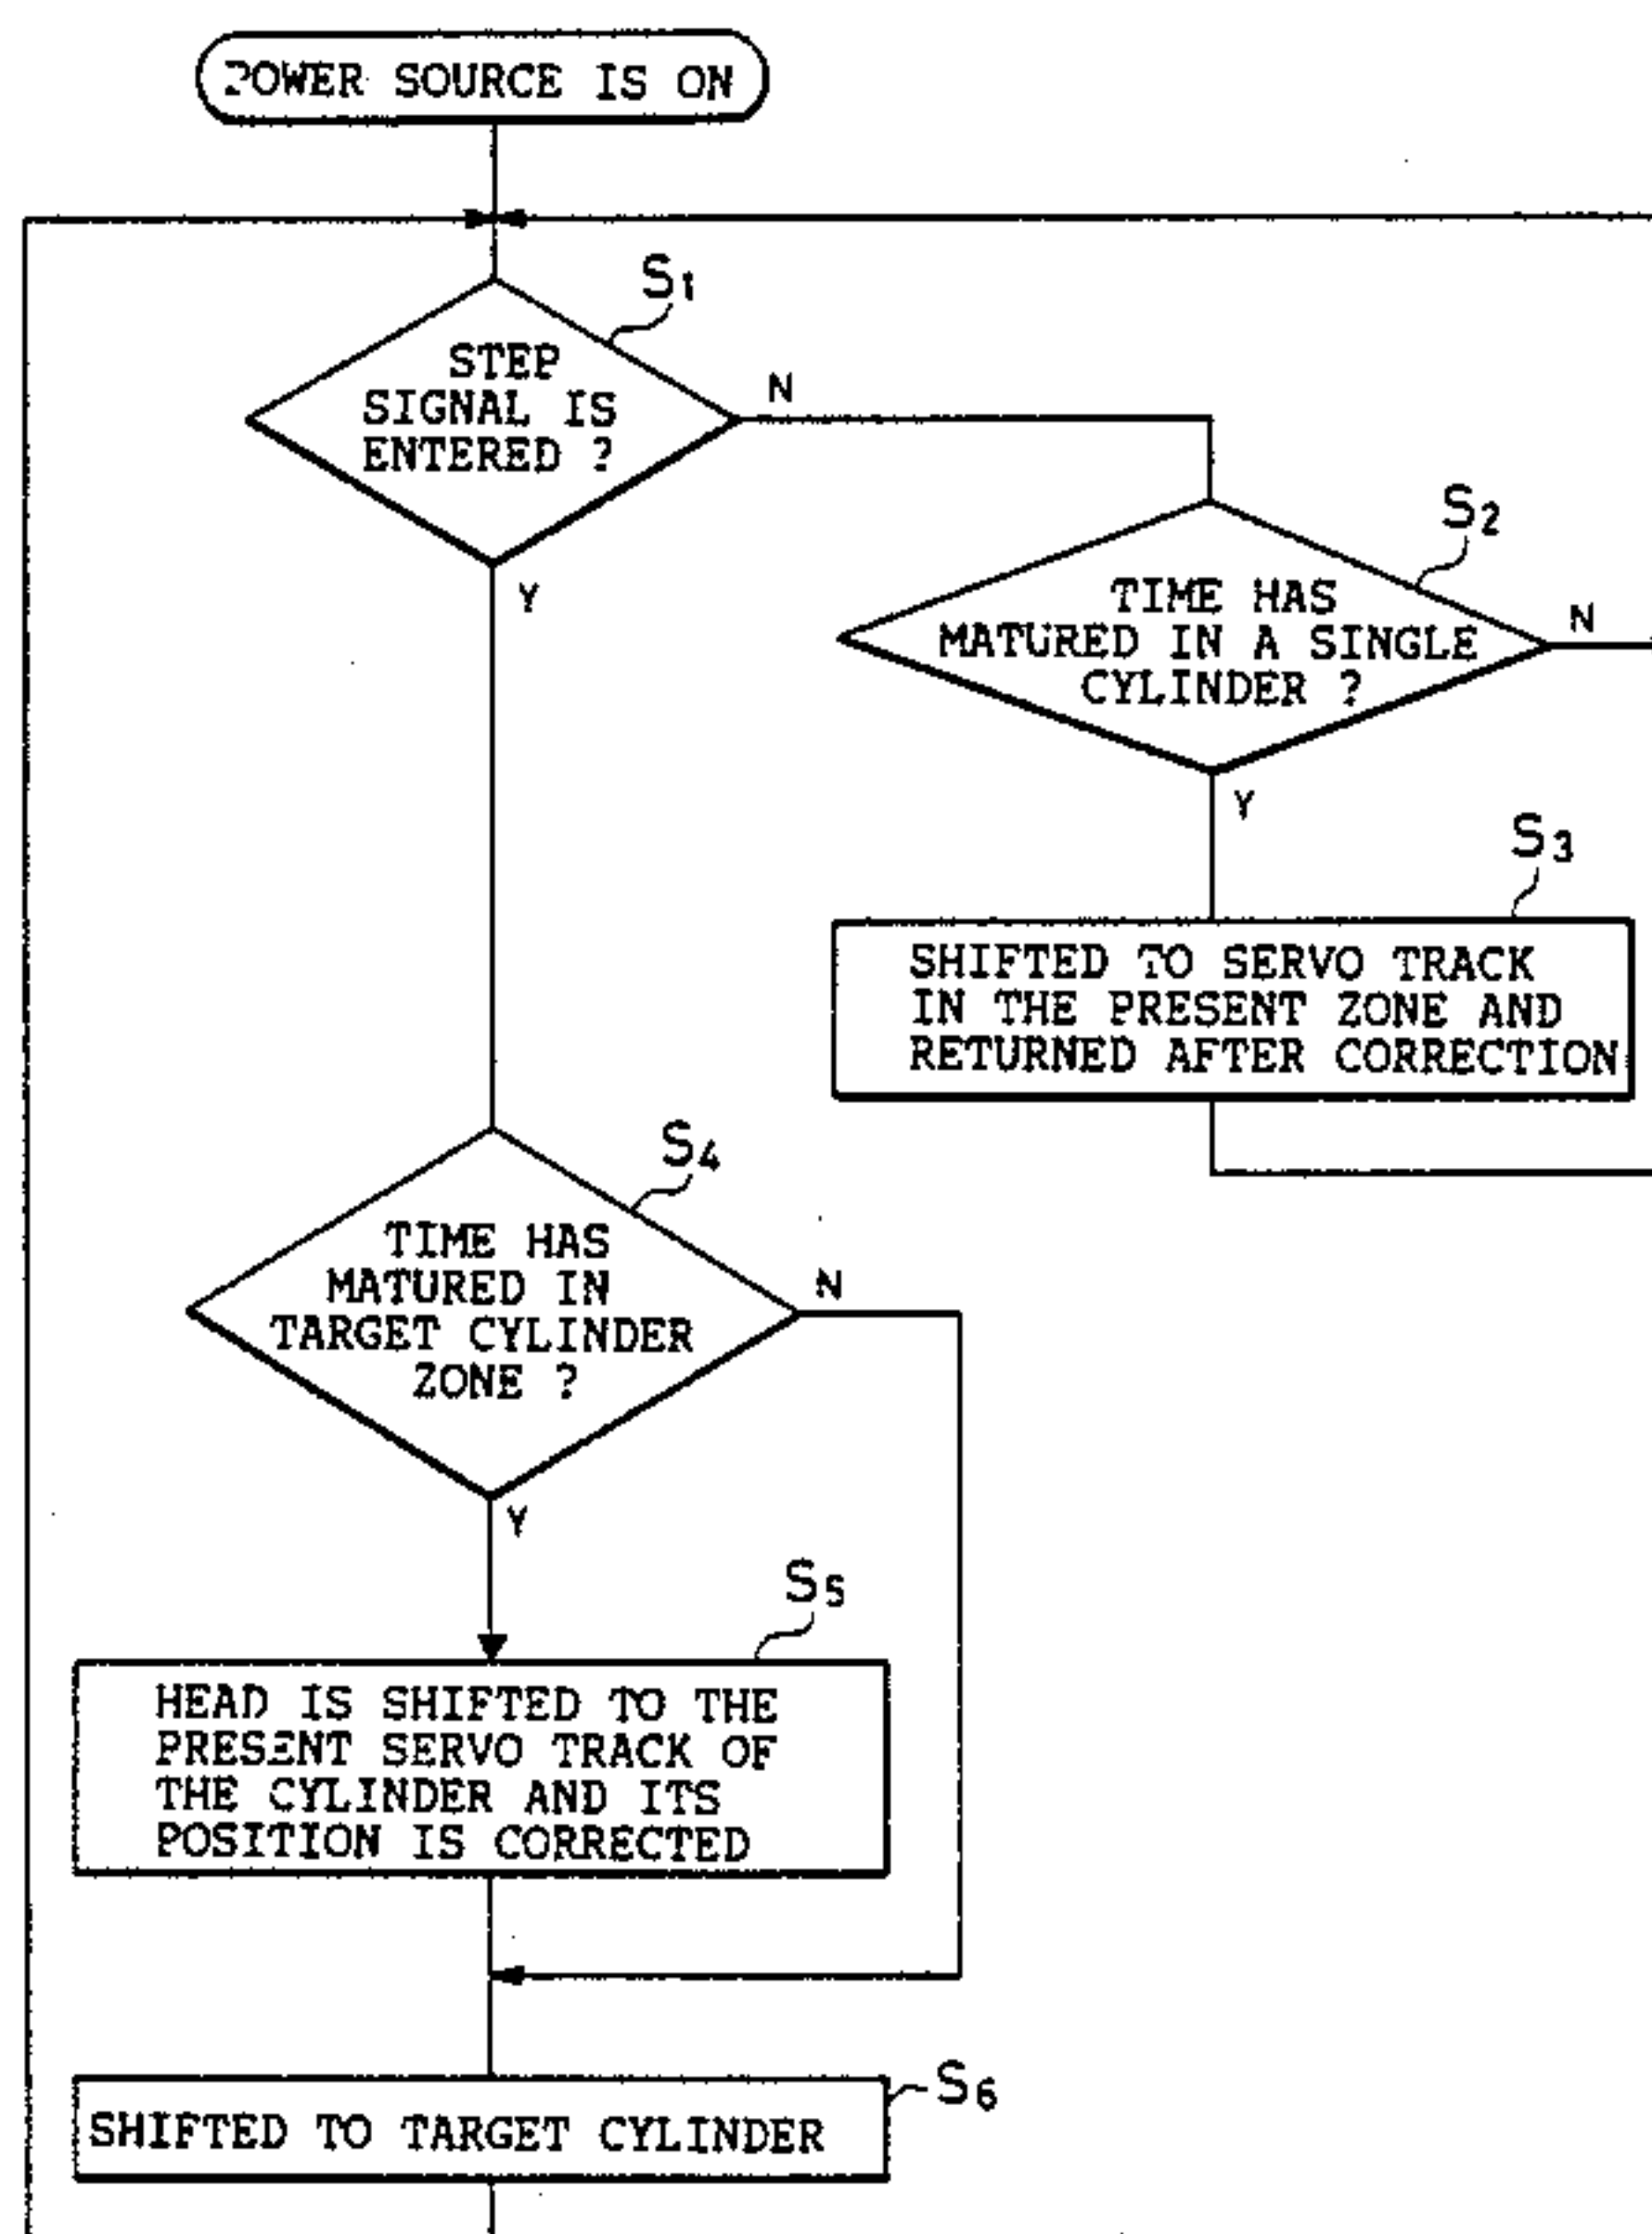 POWER SOURCE IS ON
S1
STEP
SIGNAL IS
ENTERED ?
N
Y
S2
TIME HAS
MATURED IN A SINGLE
CYLINDER ?
N
Y
S3
SHIFTED TO SERVO TRACK
IN THE PRESENT ZONE AND
RETURNED AFTER CORRECTION
S4
TIME HAS
MATURED IN
TARGET CYLINDER
ZONE ?
N
Y
S5
HEAD IS SHIFTED TO THE
PRESENT SERVO TRACK OF
THE CYLINDER AND ITS
POSITION IS CORRECTED
S6
SHIFTED TO TARGET CYLINDER